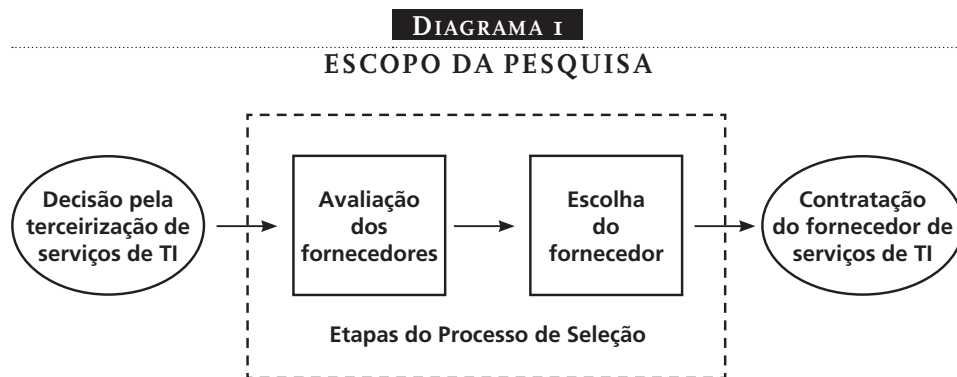 DIAGRAMA I
ESCOPO DA PESQUISA
Decisão pela
terceirização de
serviços de TI
Avaliação
dos
fornecedores
Escolha
do
fornecedor
Contratação
do fornecedor de
serviços de TI
Etapas do Processo de Seleção